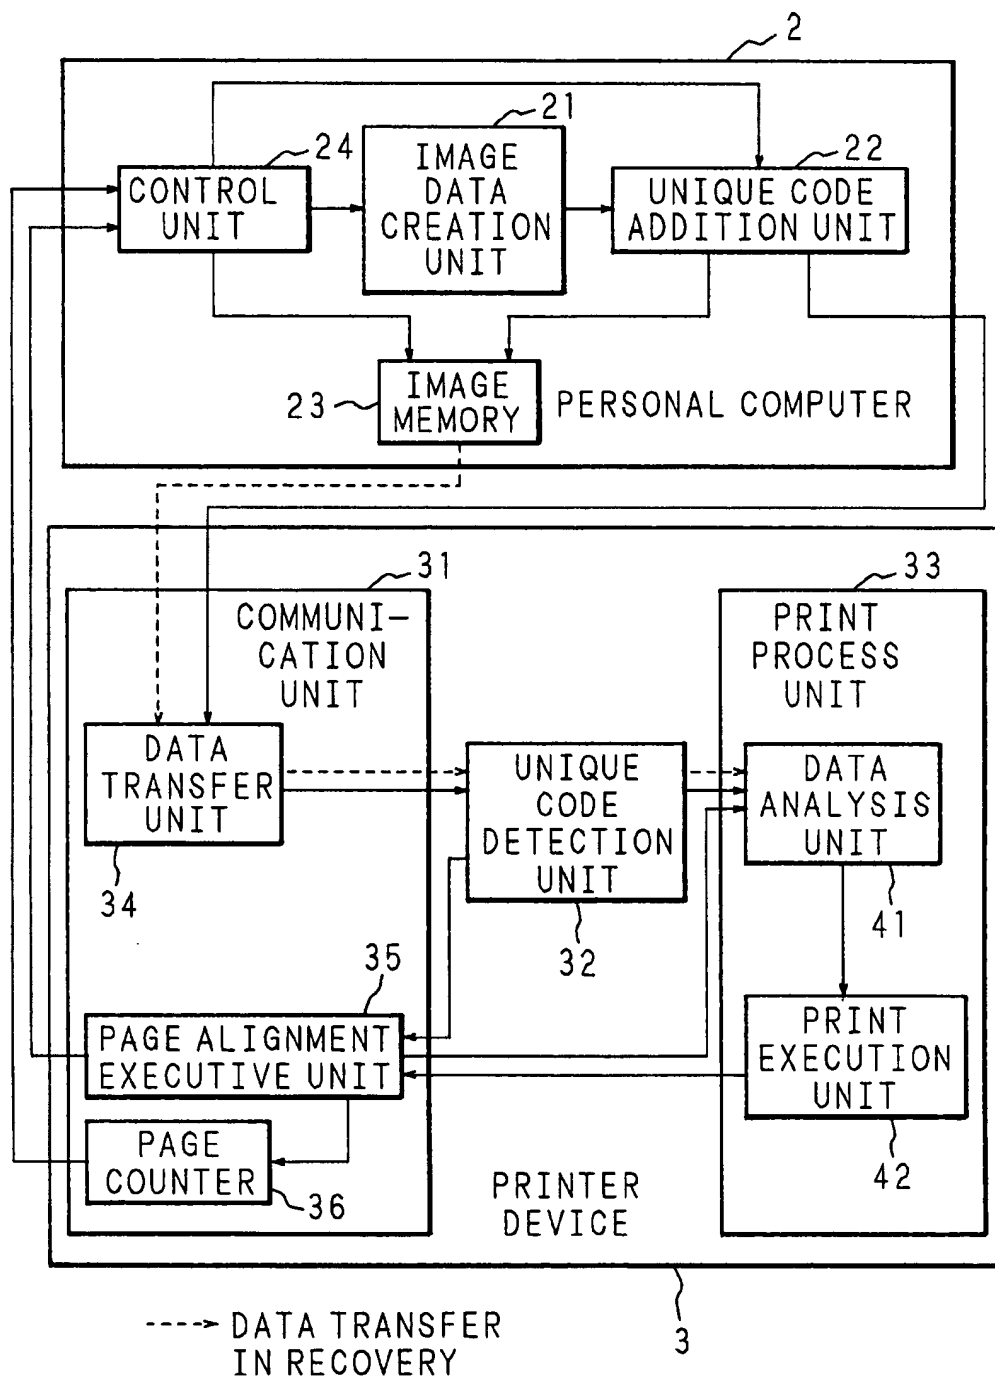 2
21
24
22
CONTROL
UNIT
IMAGE
DATA
CREATION
UNIT
UNIQUE CODE
ADDITION UNIT
23
IMAGE
MEMORY
PERSONAL COMPUTER
31
33
COMMUNI-
CATION
UNIT
PRINT
PROCESS
UNIT
DATA
TRANSFER
UNIT
34
UNIQUE
CODE
DETECTION
UNIT
32
DATA
ANALYSIS
UNIT
41
35
PAGE ALIGNMENT
EXECUTIVE UNIT
PRINT
EXECUTION
UNIT
42
PAGE
COUNTER
36
PRINTER
DEVICE
3
DATA TRANSFER
IN RECOVERY